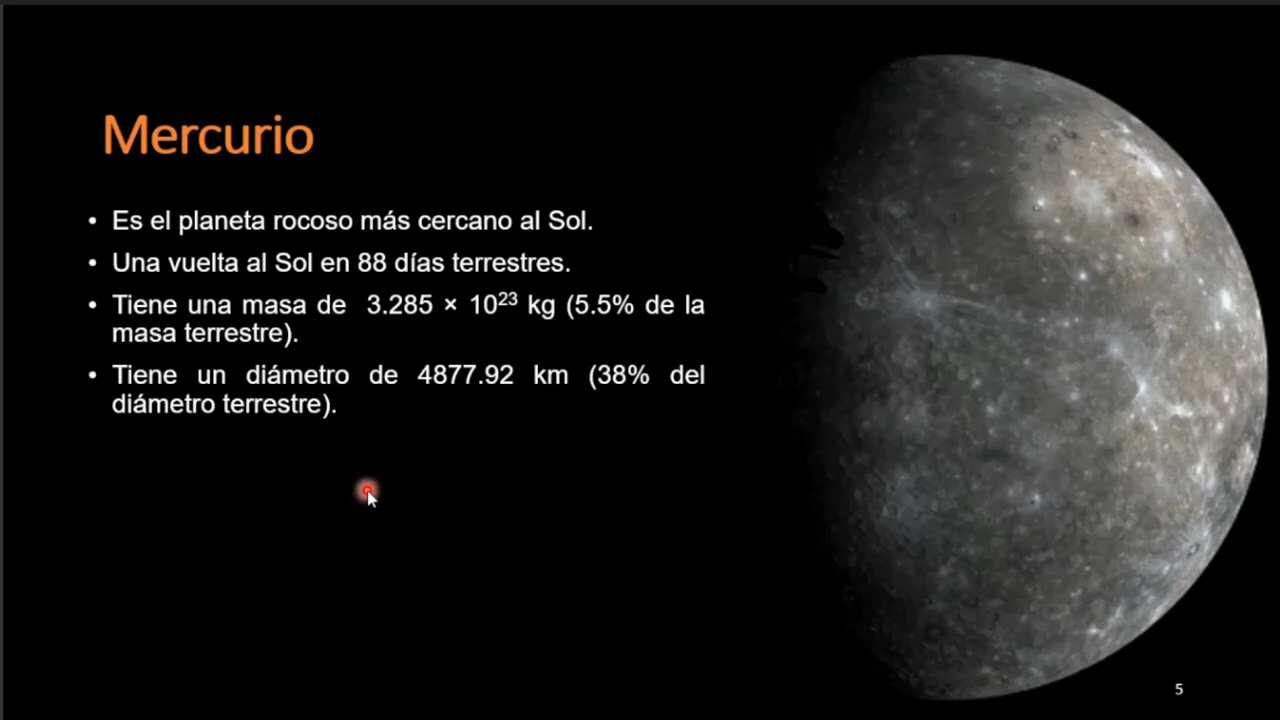 Mercurio
• Es el planeta rocoso más cercano al Sol.
• Una vuelta al Sol en 88 días terrestres.
• Tiene una masa de 3.285 × 10²³ kg (5.5% de la
masa terrestre).
• Tiene un diámetro de 4877.92 km (38% del
diámetro terrestre).
5